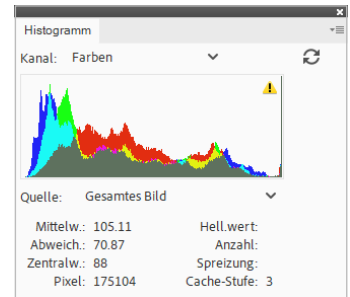 Histogramm
Kanal: Farben
Quelle: Gesamtes Bild
Mittelw.: 105.11 Hell.wert:
Abweich.: 70.87 Anzahl:
Zentralw.: 88 Spreizung:
Pixel: 175104 Cache-Stufe: 3